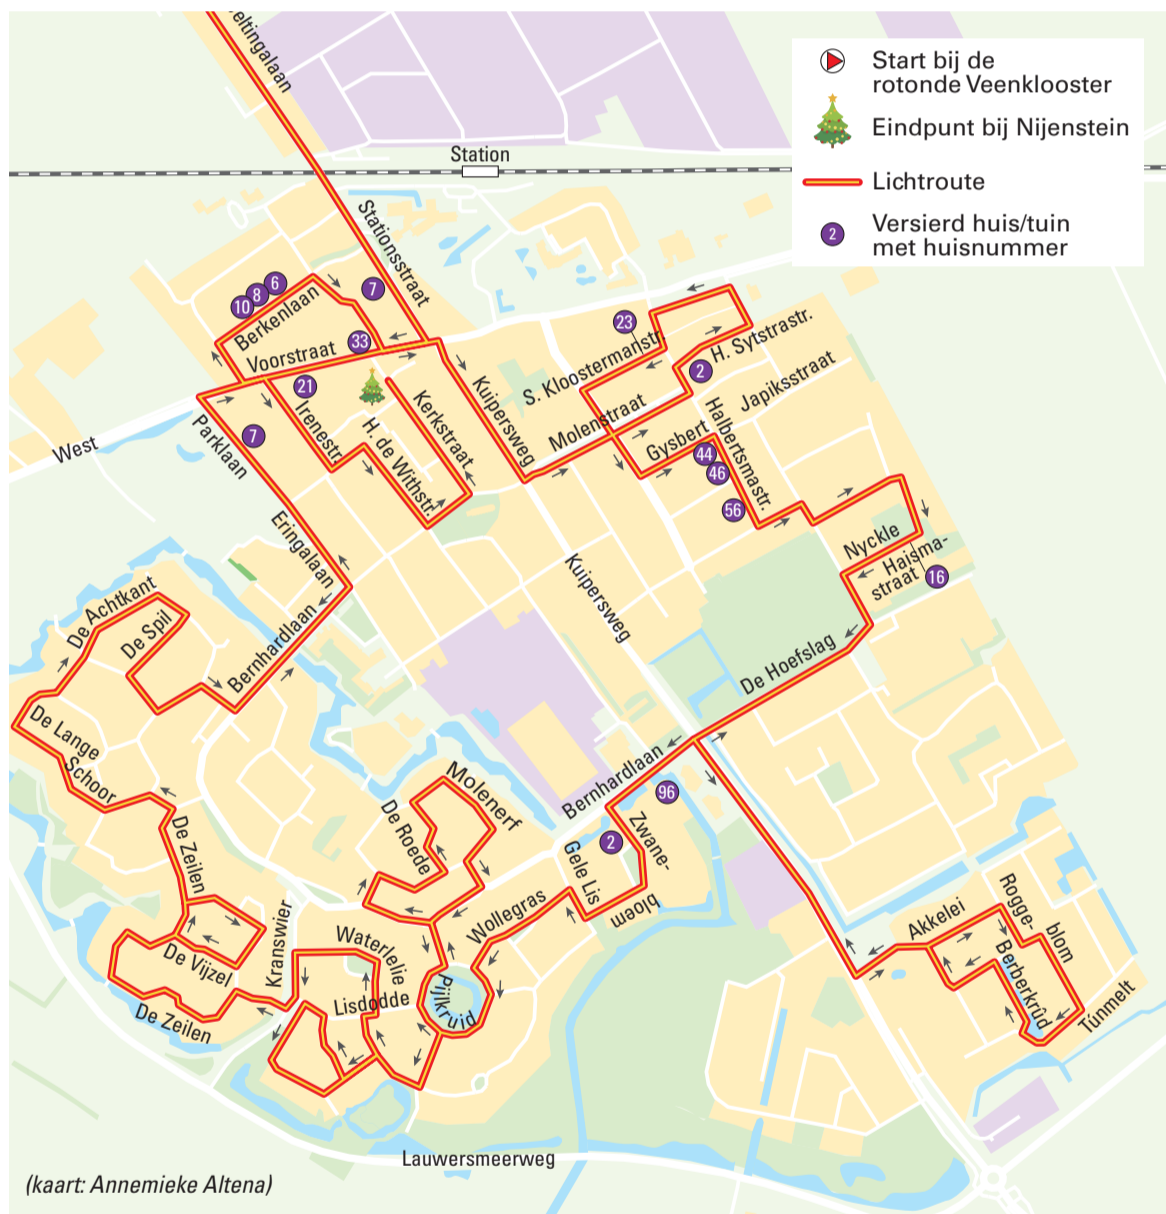 eltingalaan
Start bij de
rotonde Veenklooster
Eindpunt bij Nijenstein
Lichtroute
2
Versierd huis/tuin
met huisnummer
Station
Stationsstraat
6
8
10
7
Berkenlaan
33
Voorstraat
21
23
S. Kloostermanstr.
H. Sytstrastr.
2
Japiksstraat
Kuipersweg
Kerkstraat
Irenestr.
H. de Withstr.
Molenstraat
Gysbert
Halbertsmastr.
44
46
56
West
Parklaan
7
Eringalaan
Nyckle
Haisma-
straat
16
Kuipersweg
De Achtkant
De Spil
Bernhardlaan
De Hoefslag
De Lange
Schoor
Bernhardlaan
96
Molenerf
De Roede
Zwane-
bloem
2
Gele Lis
De Zeilen
Wollegras
Kranswier
Waterlelie
Lisdodde
Pijlkruid
De Vijzel
De Zeilen
Akkelei
Rogge-
blom
Berberkrûd
Túnmelt
Lauwersmeerweg
(kaart: Annemieke Altena)